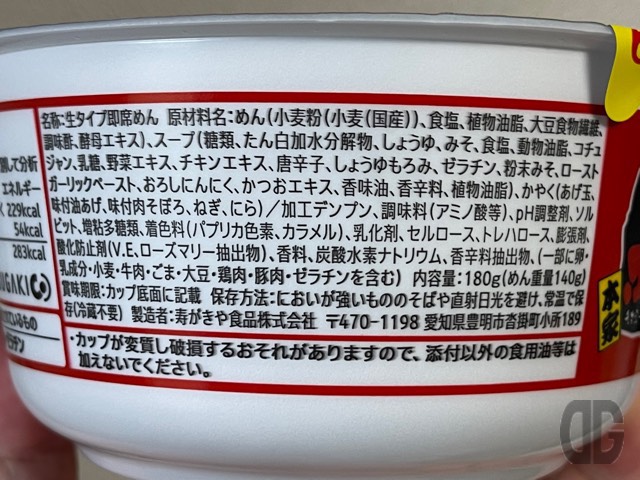 名称:生タイプ即席めん 原材料名:めん(小麦粉(小麦(国産))、食塩、植物油脂、大豆食物繊維、
調味酢、酵母エキス)、スープ(糖類、たん白加水分解物、しょうゆ、みそ、食塩、動物油脂、コチュ
ジャン、乳糖、野菜エキス、チキンエキス、唐辛子、しょうゆもろみ、ゼラチン、粉末みそ、ロースト
ガーリックペースト、おろしにんにく、かつおエキス、香味油、香辛料、植物油脂)、かやく(あげ玉、
味付油あげ、味付肉そぼろ、ねぎ、にら)/加工デンプン、調味料(アミノ酸等)、pH調整剤、ソル
ビット、増粘多糖類、着色料(パプリカ色素、カラメル)、乳化剤、セルロース、トレハロース、膨張剤、
酸化防止剤(V.E、ローズマリー抽出物)、香料、炭酸水素ナトリウム、香辛料抽出物、(一部に卵・
乳成分・小麦・牛肉・ごま・大豆・鶏肉・豚肉・ゼラチンを含む) 内容量:180g(めん重量140g)
賞味期限:カップ底面に記載 保存方法:においが強いもののそばや直射日光を避け、常温で保
存(冷蔵不要) 製造者:寿がきや食品株式会社 〒470-1198 愛知県豊明市沓掛町小所189
・カップが変質し破損するおそれがありますので、添付以外の食用油等は
加えないでください。
して分析
エネルギー
229kcal
54kcal
283kcal
UGAKI
いるもの
ラチン
本家
DG